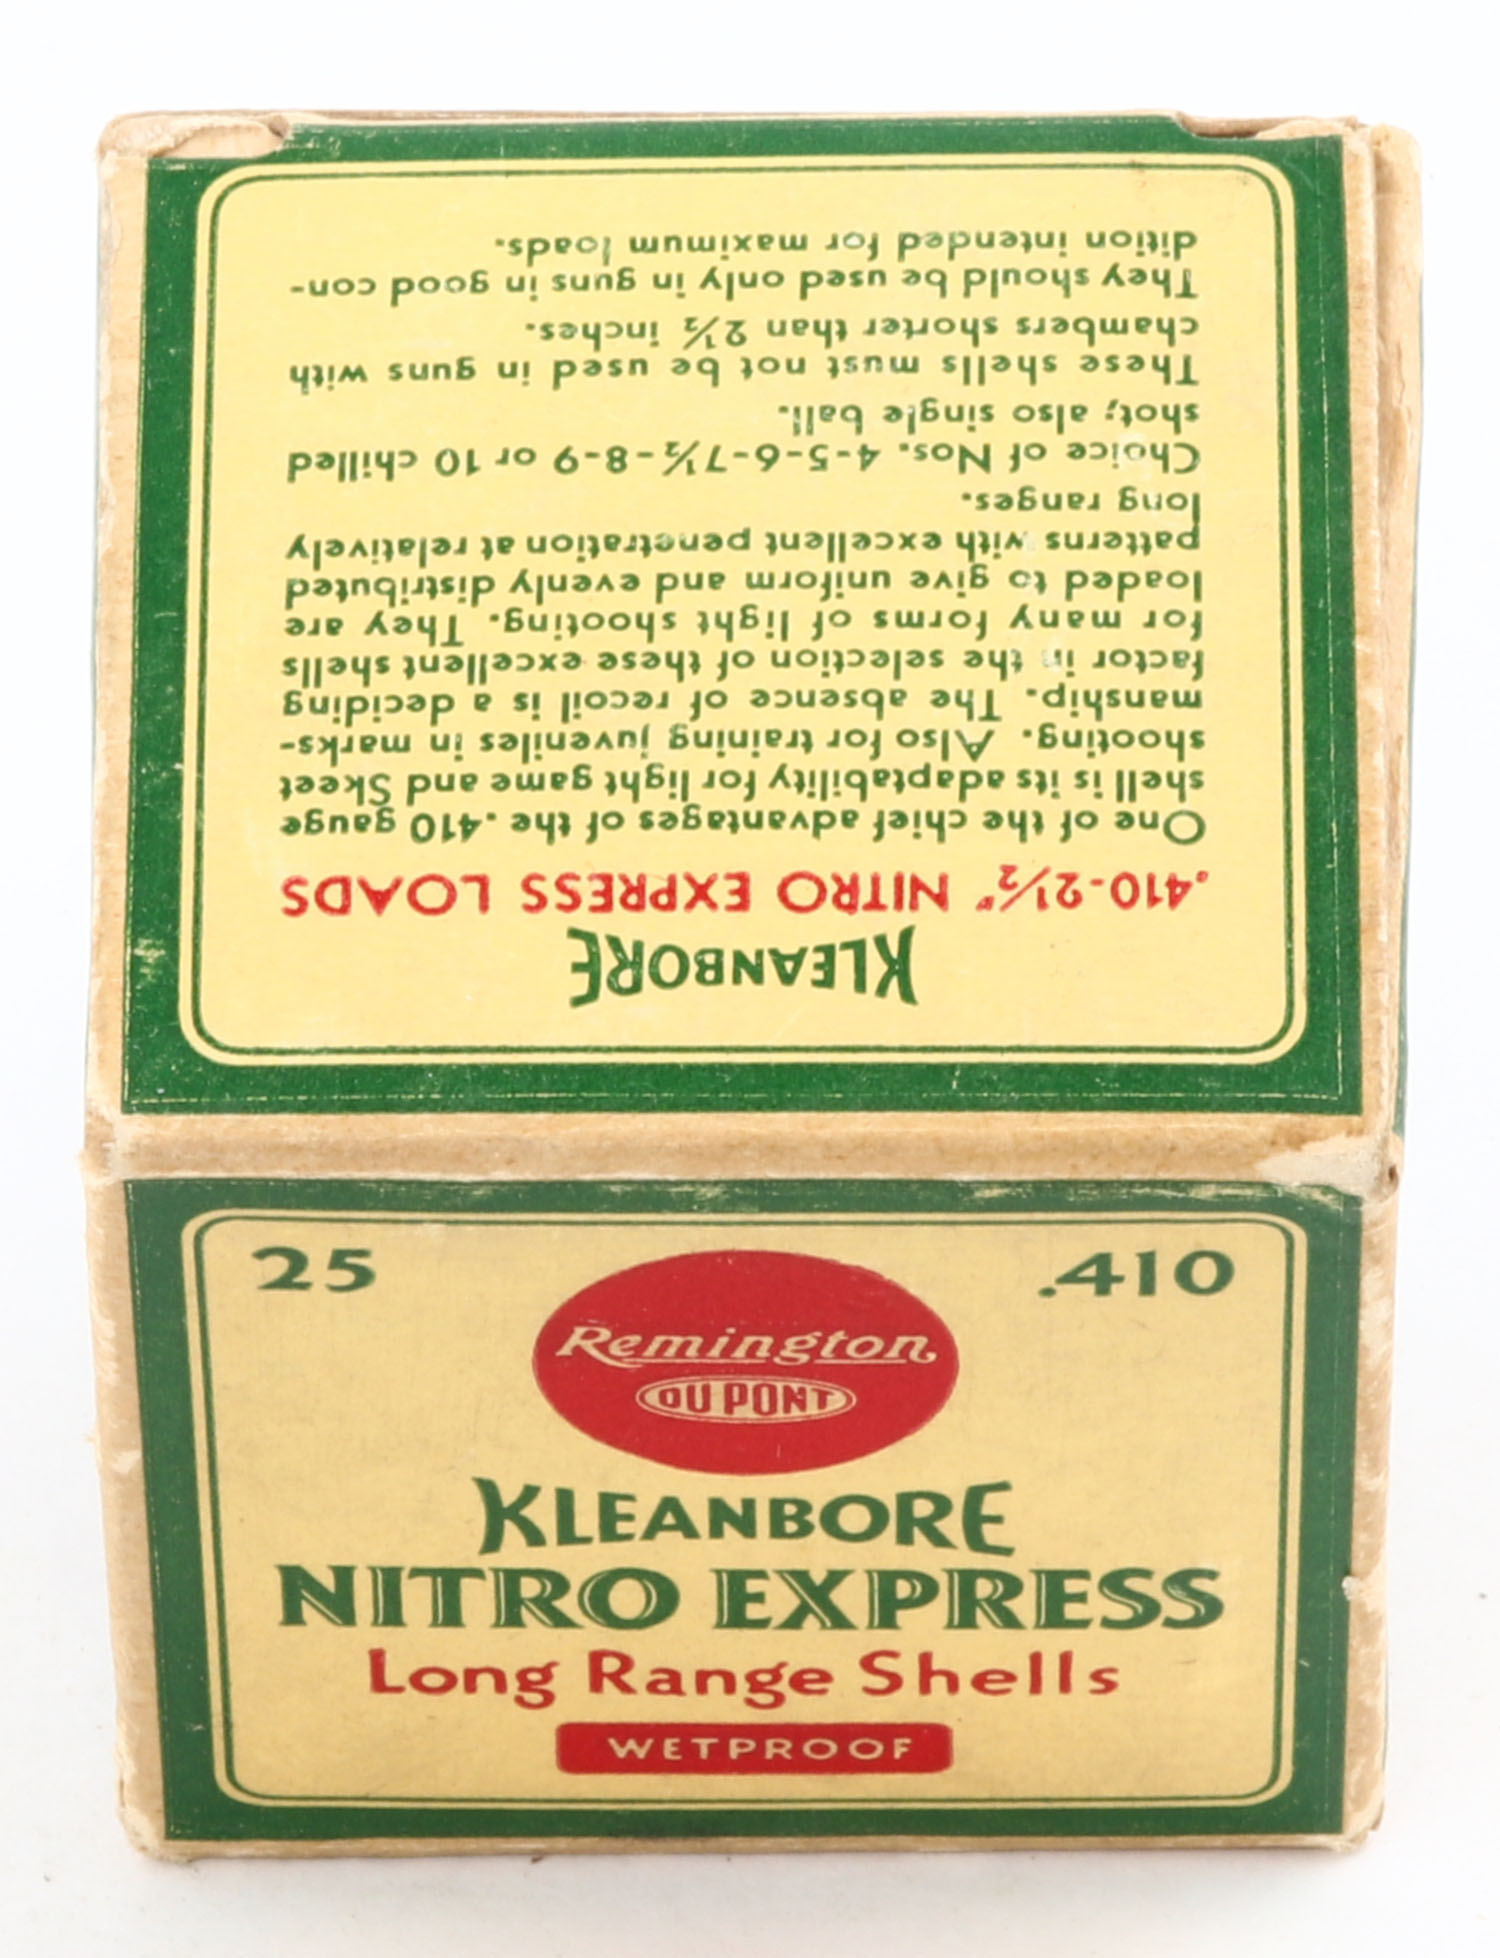 KLEANBORE
.410-2½" NITRO EXPRESS LOADS
One of the chief advantages of the .410 gauge
shell is its adaptability for light game and Skeet
shooting. Also for training juveniles in marks-
manship. The absence of recoil is a deciding
factor in the selection of these excellent shells
for many forms of light shooting. They are
loaded to give uniform and evenly distributed
patterns with excellent penetration at relatively
long ranges.
Choice of Nos. 4-5-6-7½-8-9 or 10 chilled
shot; also single ball.
These shells must not be used in guns with
chambers shorter than 2½ inches.
They should be used only in guns in good con-
dition intended for maximum loads.
25 .410
Remington
DU PONT
KLEANBORE
NITRO EXPRESS
Long Range Shells
WETPROOF